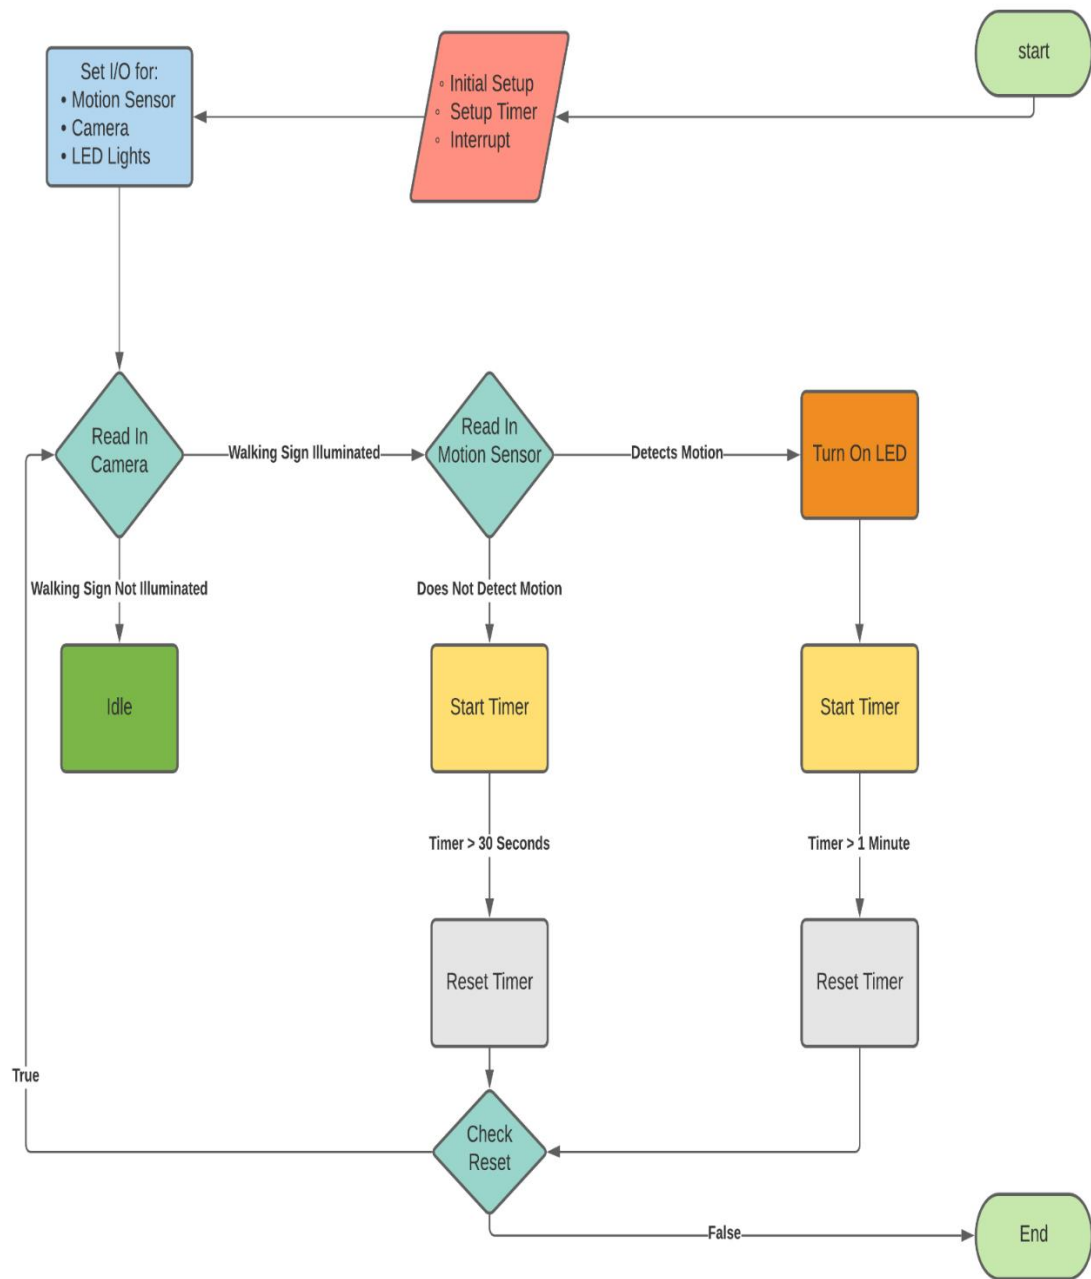 start
◦ Initial Setup
◦ Setup Timer
◦ Interrupt
Set I/O for:
• Motion Sensor
• Camera
• LED Lights
Read In
Camera
Walking Sign Illuminated
Read In
Motion Sensor
Detects Motion
Turn On LED
Walking Sign Not Illuminated
Does Not Detect Motion
Idle
Start Timer
Start Timer
Timer > 30 Seconds
Timer > 1 Minute
Reset Timer
Reset Timer
True
Check
Reset
False
End